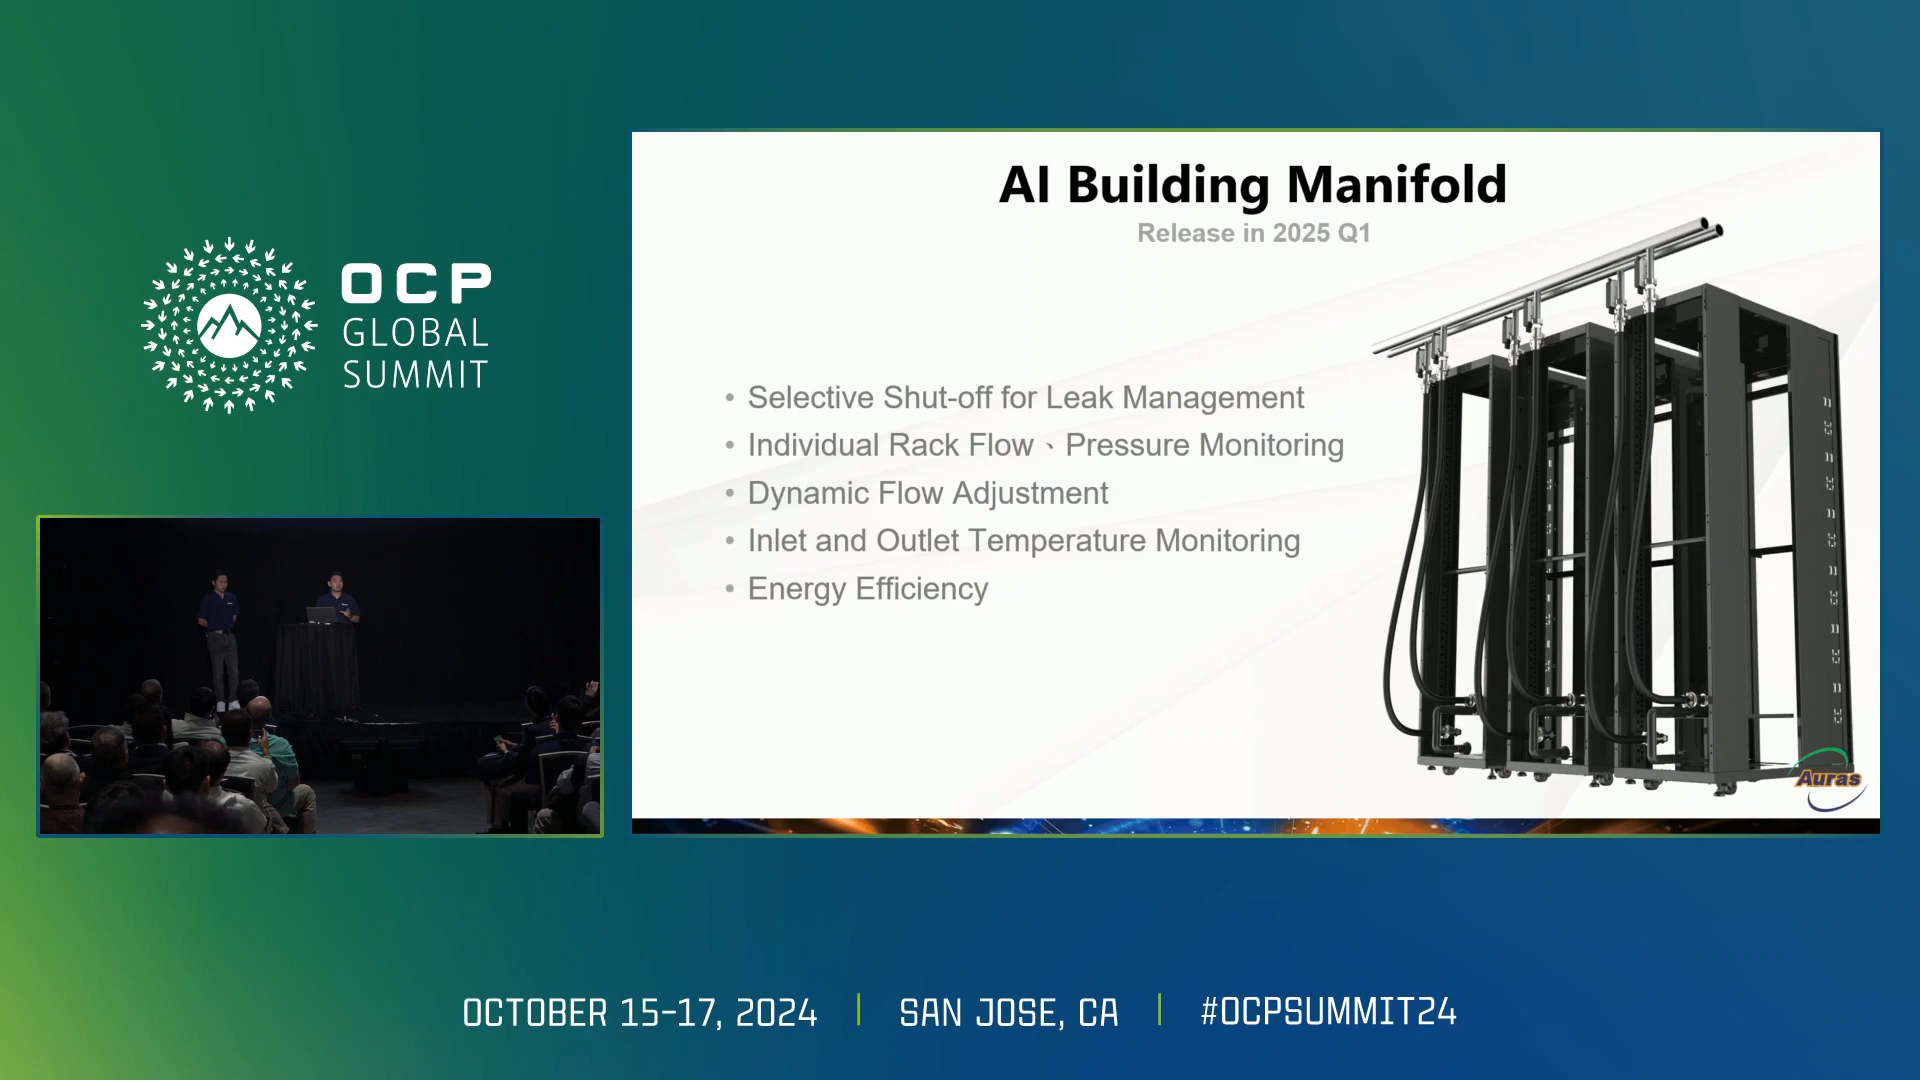 OCP
GLOBAL
SUMMIT
AI Building Manifold
Release in 2025 Q1
• Selective Shut-off for Leak Management
• Individual Rack Flow、Pressure Monitoring
• Dynamic Flow Adjustment
• Inlet and Outlet Temperature Monitoring
• Energy Efficiency
Auras
OCTOBER 15-17, 2024 | SAN JOSE, CA | #OCPSUMMIT24